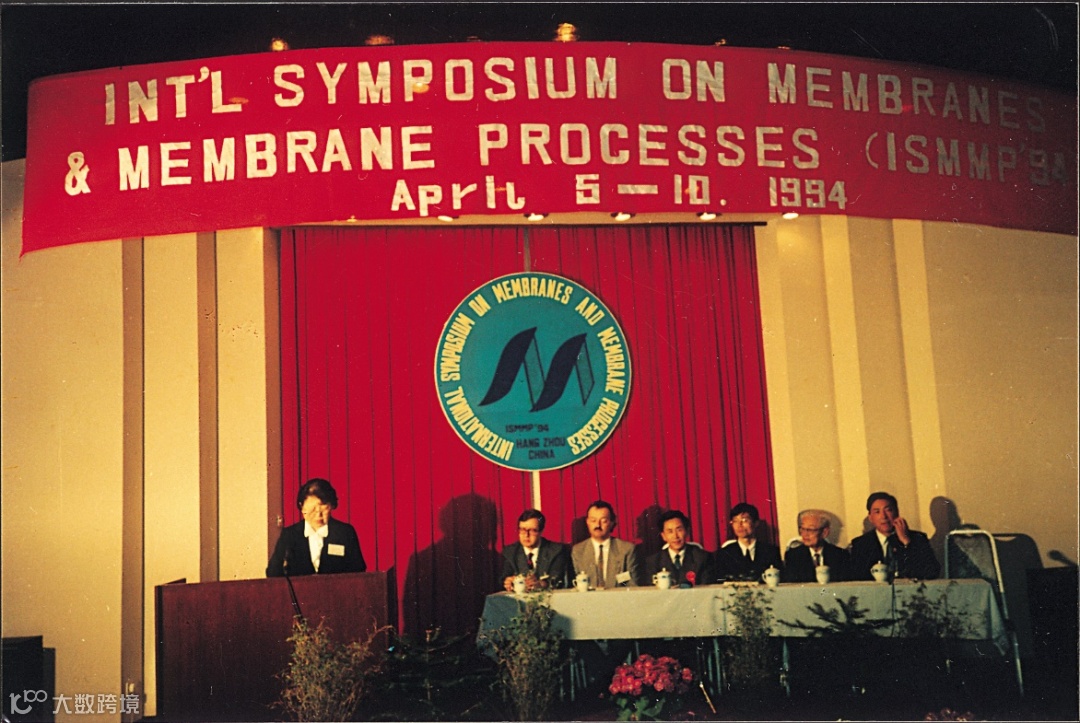 INT'L SYMPOSIUM ON MEMBRANES
& MEMBRANE PROCESSES (ISMMP'94
April 5—10. 1994
INTERNATIONAL SYMPOSIUM ON MEMBRANES AND MEMBRANE PROCESSES
ISMMP'94
HANG ZHOU
CHINA
大数跨境